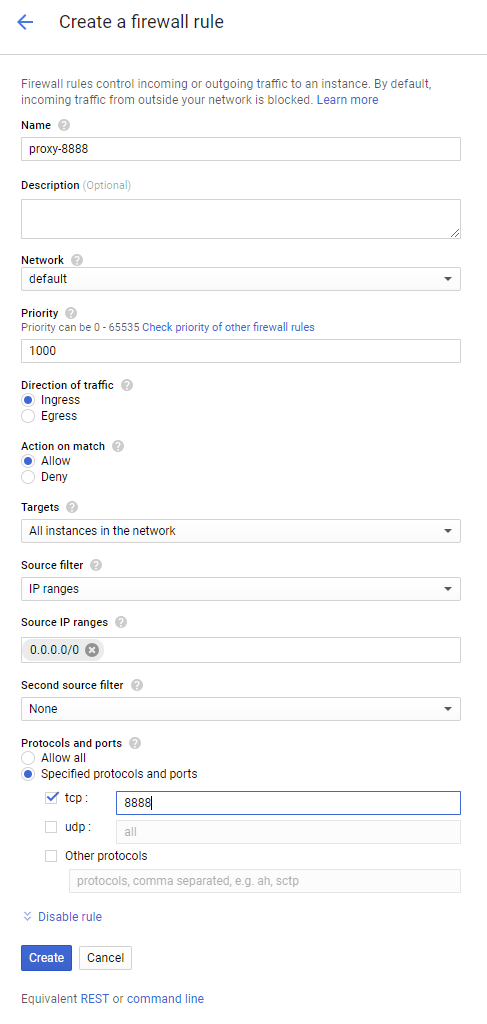 Create a firewall rule
Firewall rules control incoming or outgoing traffic to an instance. By default,
incoming traffic from outside your network is blocked. Learn more
Name ?
proxy-8888
Description (Optional)
Network ?
default
Priority ?
Priority can be 0 - 65535 Check priority of other firewall rules
1000
Direction of traffic ?
Ingress
Egress
Action on match ?
Allow
Deny
Targets ?
All instances in the network
Source filter ?
IP ranges
Source IP ranges ?
0.0.0.0/0
Second source filter ?
None
Protocols and ports ?
Allow all
Specified protocols and ports
tcp : 8888
udp : all
Other protocols
protocols, comma separated, e.g. ah, sctp
Disable rule
Create Cancel
Equivalent REST or command line